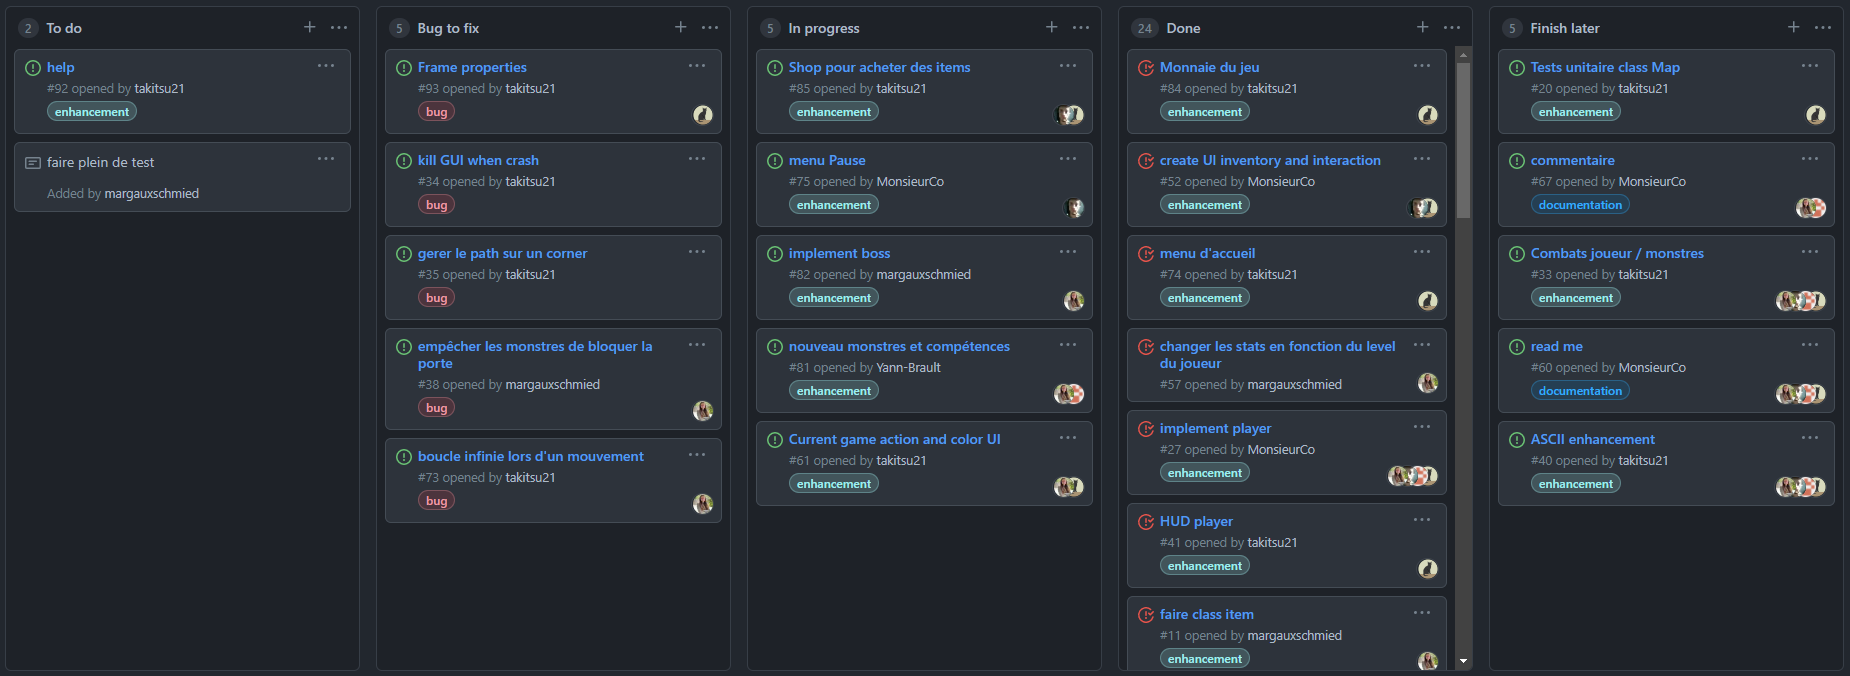 2 To do
help
#92 opened by takitsu21
enhancement
faire plein de test
Added by margauxschmied
5 Bug to fix
Frame properties
#93 opened by takitsu21
bug
kill GUI when crash
#34 opened by takitsu21
bug
gerer le path sur un corner
#35 opened by takitsu21
bug
empêcher les monstres de bloquer la
porte
#38 opened by margauxschmied
bug
boucle infinie lors d'un mouvement
#73 opened by takitsu21
bug
5 In progress
Shop pour acheter des items
#85 opened by takitsu21
enhancement
menu Pause
#75 opened by MonsieurCo
enhancement
implement boss
#82 opened by margauxschmied
enhancement
nouveau monstres et compétences
#81 opened by Yann-Brault
enhancement
Current game action and color UI
#61 opened by takitsu21
enhancement
24 Done
Monnaie du jeu
#84 opened by takitsu21
enhancement
create UI inventory and interaction
#52 opened by MonsieurCo
enhancement
menu d'accueil
#74 opened by takitsu21
enhancement
changer les stats en fonction du level
du joueur
#57 opened by margauxschmied
implement player
#27 opened by MonsieurCo
enhancement
HUD player
#41 opened by takitsu21
enhancement
faire class item
#11 opened by margauxschmied
enhancement
5 Finish later
Tests unitaire class Map
#20 opened by takitsu21
enhancement
commentaire
#67 opened by MonsieurCo
documentation
Combats joueur / monstres
#33 opened by takitsu21
enhancement
read me
#60 opened by MonsieurCo
documentation
ASCII enhancement
#40 opened by takitsu21
enhancement